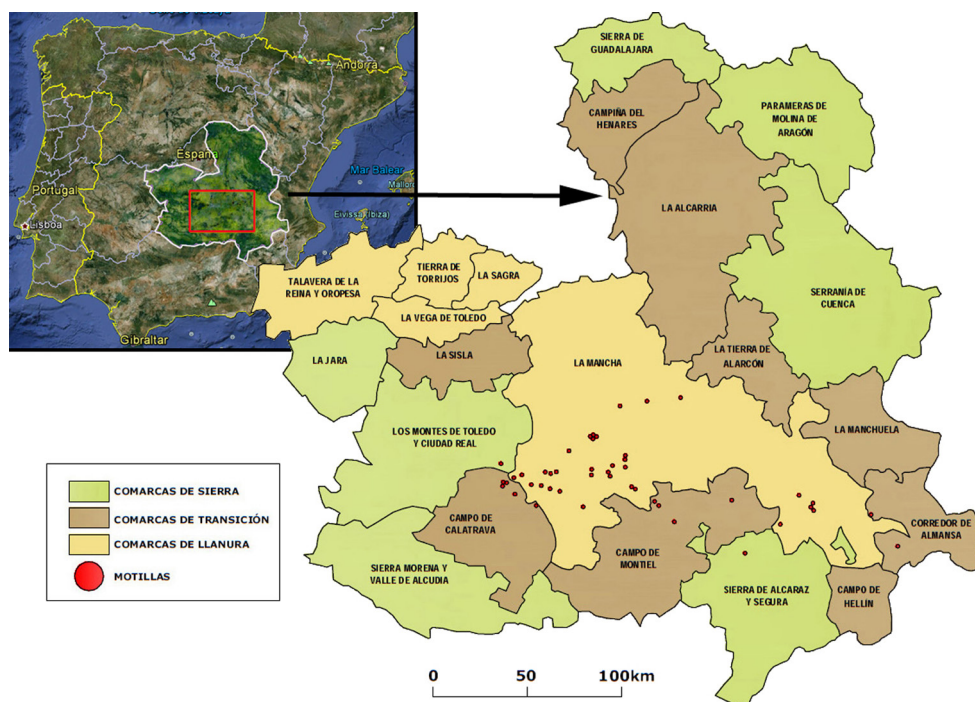 Andorra
España
Mar Balear
Portugal
Lisboa
Eivissa (Ibiza)
Gibraltar
SIERRA DE
GUADALAJARA
CAMPIÑA DEL
HENARES
PARAMERAS DE
MOLINA DE
ARAGÓN
LA ALCARRIA
SERRANÍA DE
CUENCA
TALAVERA DE LA
REINA Y OROPESA
TIERRA DE
TORRIJOS
LA SAGRA
LA VEGA DE TOLEDO
LA JARA
LA SISLA
LA MANCHA
LA TIERRA DE
ALARCÓN
LOS MONTES DE TOLEDO
Y CIUDAD REAL
LA MANCHUELA
CAMPO DE
CALATRAVA
CORREDOR DE
ALMANSA
SIERRA MORENA Y
VALLE DE ALCUDIA
CAMPO DE
MONTIEL
SIERRA DE ALCARAZ
Y SEGURA
CAMPO DE
HELLÍN
COMARCAS DE SIERRA
COMARCAS DE TRANSICIÓN
COMARCAS DE LLANURA
MOTILLAS
0 50 100km